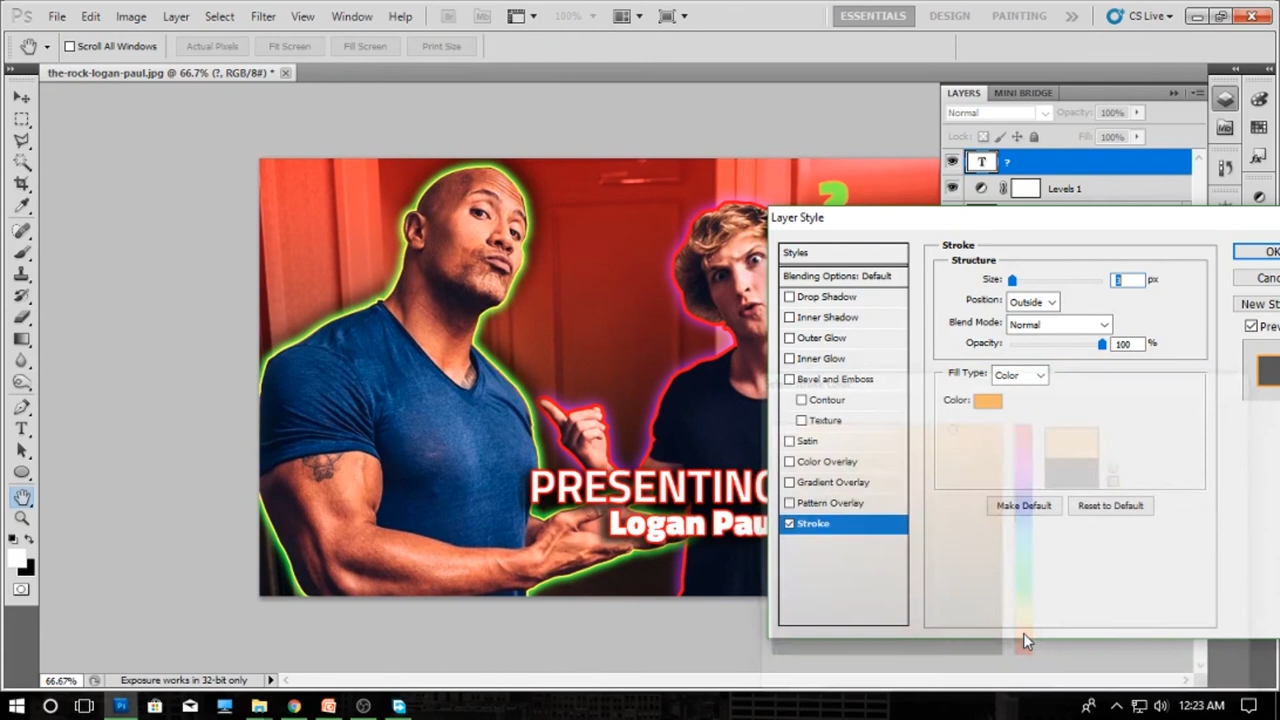 Ps File Edit Image Layer Select Filter View Window Help Br Mb 100% ESSENTIALS DESIGN PAINTING CS Live
Scroll All Windows Actual Pixels Fit Screen Fill Screen Print Size
the-rock-logan-paul.jpg @ 66.7% (?, RGB/8#) *
LAYERS MINI BRIDGE
Normal Opacity: 100%
Lock: Fill: 100%
T ?
Levels 1
?
Layer Style
Styles
Blending Options: Default
Drop Shadow
Inner Shadow
Outer Glow
Inner Glow
Bevel and Emboss
Contour
Texture
Satin
Color Overlay
Gradient Overlay
Pattern Overlay
Stroke
Stroke
Structure
Size: 3 px
Position: Outside
Blend Mode: Normal
Opacity: 100 %
Fill Type: Color
Color:
Make Default Reset to Default
OK
Canc
New St
Prev
PRESENTING
Logan Pau
66.67% Exposure works in 32-bit only
12:23 AM